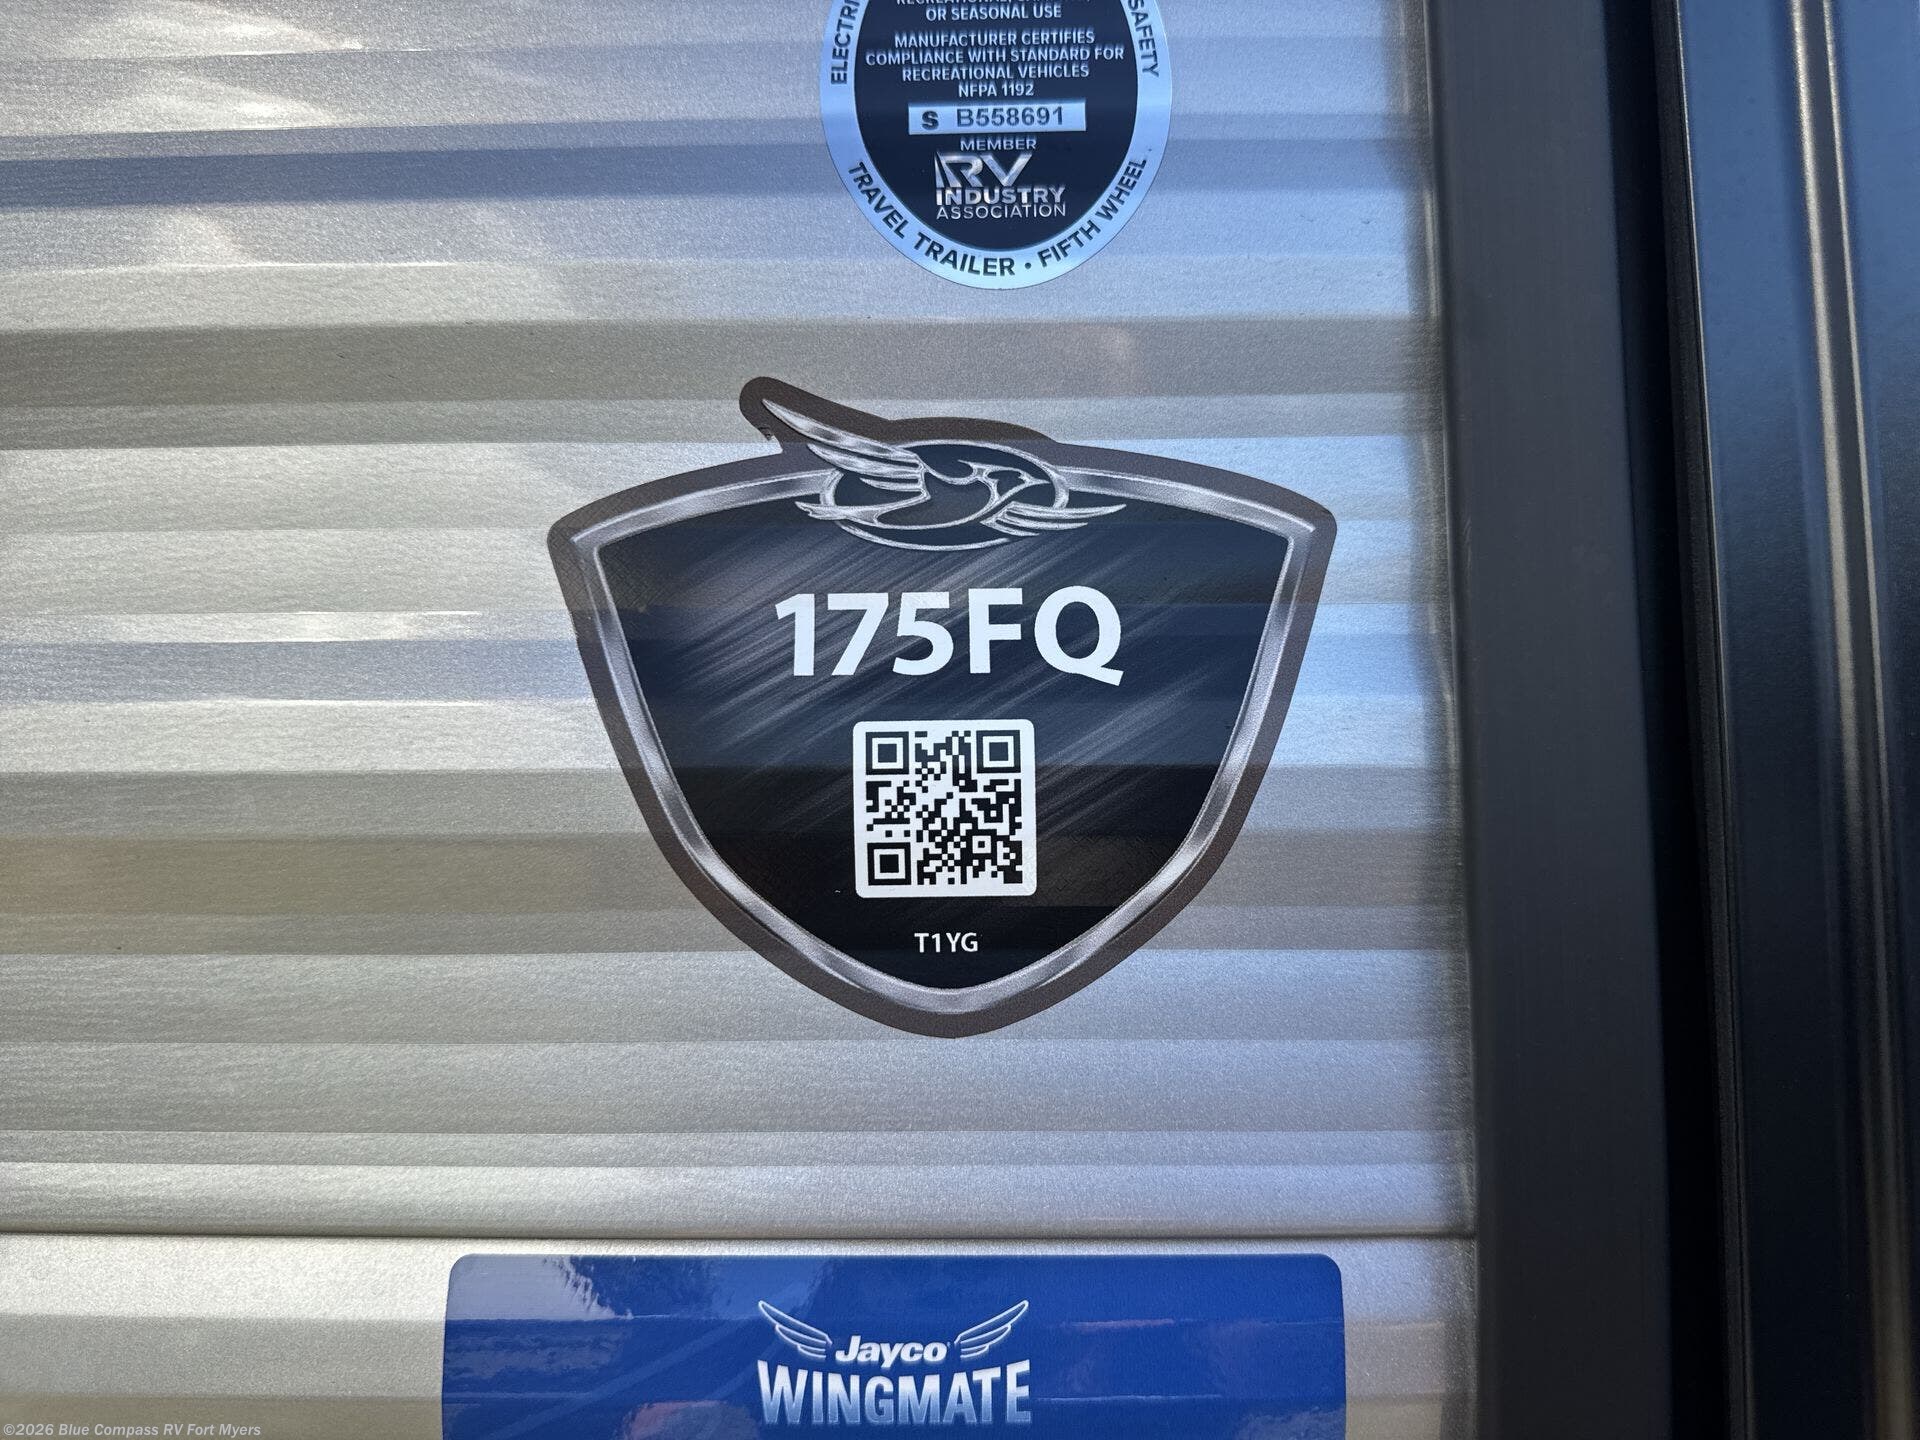 ELECTRI
SAFETY
OR SEASONAL USE
MANUFACTURER CERTIFIES
COMPLIANCE WITH STANDARD FOR
RECREATIONAL VEHICLES
NFPA 1192
S B558691
MEMBER
RV
INDUSTRY
ASSOCIATION
TRAVEL TRAILER • FIFTH WHEEL
175FQ
T1YG
Jayco
WINGMATE
©2026 Blue Compass RV Fort Myers